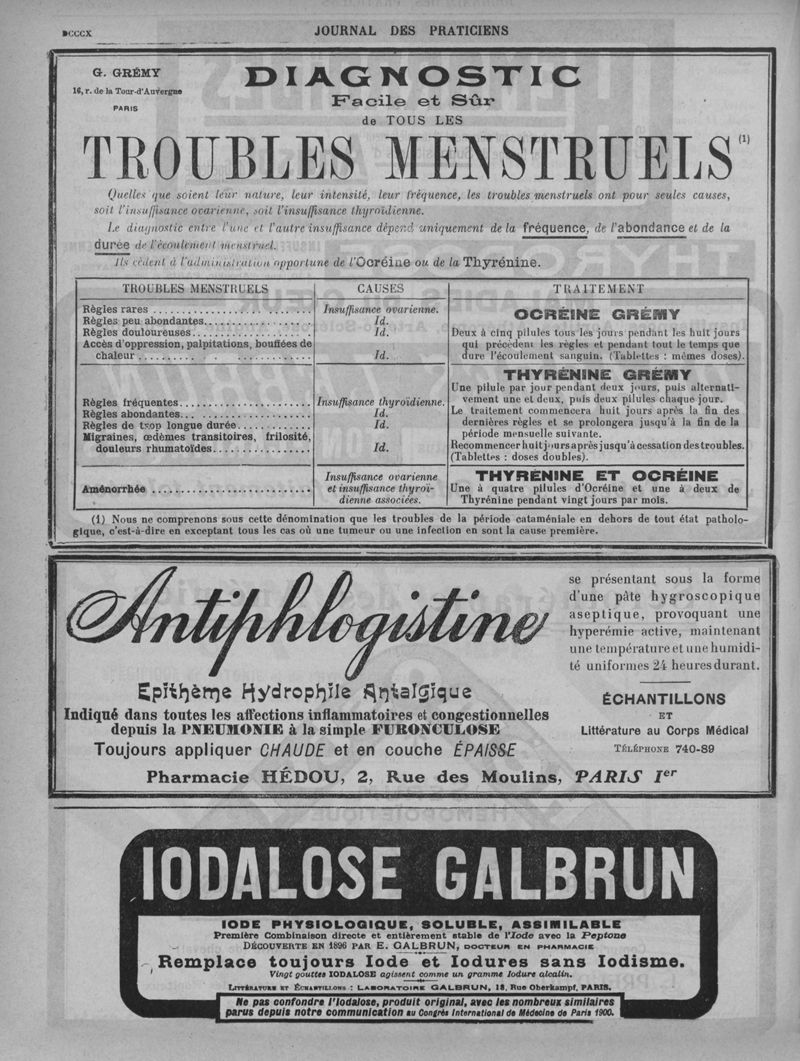 DCCCX
JOURNAL DES PRATICIENS
G. GRÉMY
16, r. de la Tour-d'Auvergne
PARIS
DIAGNOSTIC
Facile et Sûr
de TOUS LES
TROUBLES MENSTRUELS (1)
Quelles que soient leur nature, leur intensité, leur fréquence, les troubles menstruels ont pour seules causes,
soit l'insuffisance ovarienne, soit l'insuffisance thyroïdienne.
Le diagnostic entre l'une et l'autre insuffisance dépend uniquement de la fréquence, de l'abondance et de la
durée de l'écoulement menstruel.
Ils cèdent à l'administration opportune de l'Ocréine ou de la Thyrénine.
TROUBLES MENSTRUELS
CAUSES
TRAITEMENT
Règles rares
Insuffisance ovarienne.
Règles peu abondantes
Id.
Règles douloureuses
Id.
Accès d'oppression, palpitations, bouffées de
chaleur
Id.
OCRÉINE GRÉMY
Deux à cinq pilules tous les jours pendant les huit jours
qui précèdent les règles et pendant tout le temps que
dure l'écoulement sanguin. (Tablettes : mêmes doses).
Règles fréquentes
Insuffisance thyroïdienne.
Règles abondantes
Id.
Règles de trop longue durée
Id.
Migraines, œdèmes transitoires, frilosité,
douleurs rhumatoïdes
Id.
THYRÉNINE GRÉMY
Une pilule par jour pendant deux jours, puis alternati-
vement une et deux, puis deux pilules chaque jour.
Le traitement commencera huit jours après la fin des
dernières règles et se prolongera jusqu'à la fin de la
période mensuelle suivante.
Recommencer huit jours après jusqu'à cessation des troubles.
(Tablettes : doses doubles).
Aménorrhée
Insuffisance ovarienne
et insuffisance thyroï-
dienne associées.
THYRÉNINE ET OCRÉINE
Une à quatre pilules d'Ocréine et une à deux de
Thyrénine pendant vingt jours par mois.
(1) Nous ne comprenons sous cette dénomination que les troubles de la période cataméniale en dehors de tout état patholo-
gique, c'est-à-dire en exceptant tous les cas où une tumeur ou une infection en sont la cause première.
Antiphlogistine
se présentant sous la forme
d'une pâte hygroscopique
aseptique, provoquant une
hyperémie active, maintenant
une température et une humidi-
té uniformes 24 heures durant.
Epithème Hydrophile Antalgique
Indiqué dans toutes les affections inflammatoires et congestionnelles
depuis la PNEUMONIE à la simple FURONCULOSE
Toujours appliquer CHAUDE et en couche ÉPAISSE
ÉCHANTILLONS
ET
Littérature au Corps Médical
TÉLÉPHONE 740-89
Pharmacie HÉDOU, 2, Rue des Moulins, PARIS Ier
IODALOSE GALBRUN
IODE PHYSIOLOGIQUE, SOLUBLE, ASSIMILABLE
Première Combinaison directe et entièrement stable de l'Iode avec la Peptone
DÉCOUVERTE EN 1896 PAR E. GALBRUN, DOCTEUR EN PHARMACIE
Remplace toujours Iode et Iodures sans Iodisme.
Vingt gouttes IODALOSE agissent comme un gramme Iodure alcalin.
LITTÉRATURE ET ÉCHANTILLONS : LABORATOIRE GALBRUN, 18, Rue Oberkampf, PARIS.
Ne pas confondre l'Iodalose, produit original, avec les nombreux similaires
parus depuis notre communication au Congrès International de Médecine de Paris 1900.